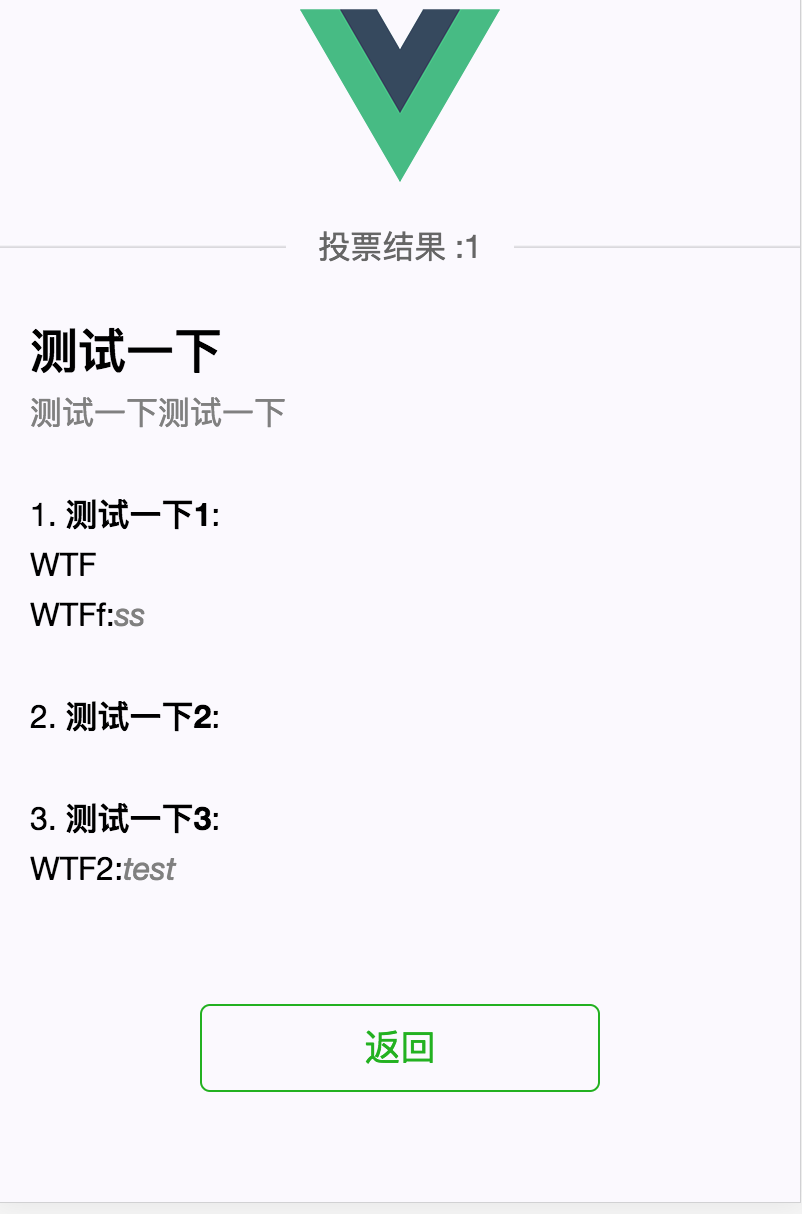 投票结果 :1
测试一下
测试一下测试一下
1. 测试一下1:
WTF
WTFf:ss
2. 测试一下2:
3. 测试一下3:
WTF2:test
返回